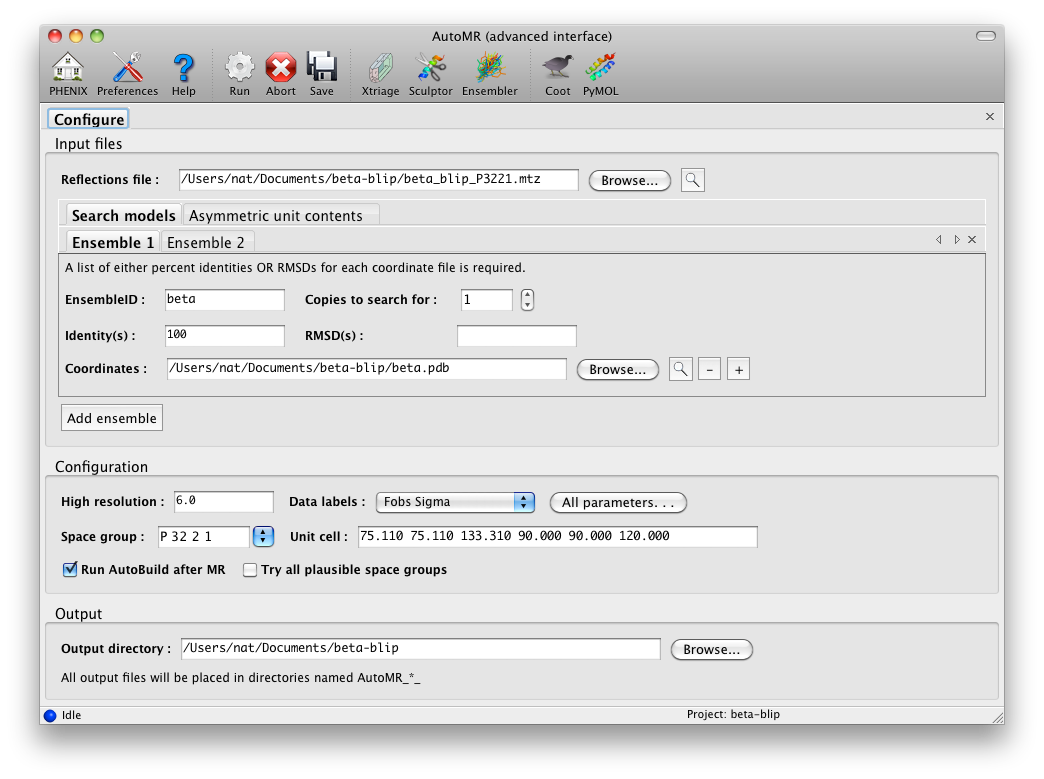 AutoMR (advanced interface)
PHENIX Preferences Help Run Abort Save Xtriage Sculptor Ensembler Coot PyMOL
Configure
Input files
Reflections file : /Users/nat/Documents/beta-blip/beta_blip_P3221.mtz Browse...
Search models Asymmetric unit contents
Ensemble 1 Ensemble 2
A list of either percent identities OR RMSDs for each coordinate file is required.
EnsembleID : beta Copies to search for : 1
Identity(s) : 100 RMSD(s) :
Coordinates : /Users/nat/Documents/beta-blip/beta.pdb Browse... - +
Add ensemble
Configuration
High resolution : 6.0 Data labels : Fobs Sigma All parameters. . .
Space group : P 32 2 1 Unit cell : 75.110 75.110 133.310 90.000 90.000 120.000
Run AutoBuild after MR Try all plausible space groups
Output
Output directory : /Users/nat/Documents/beta-blip Browse...
All output files will be placed in directories named AutoMR_*_
Idle Project: beta-blip